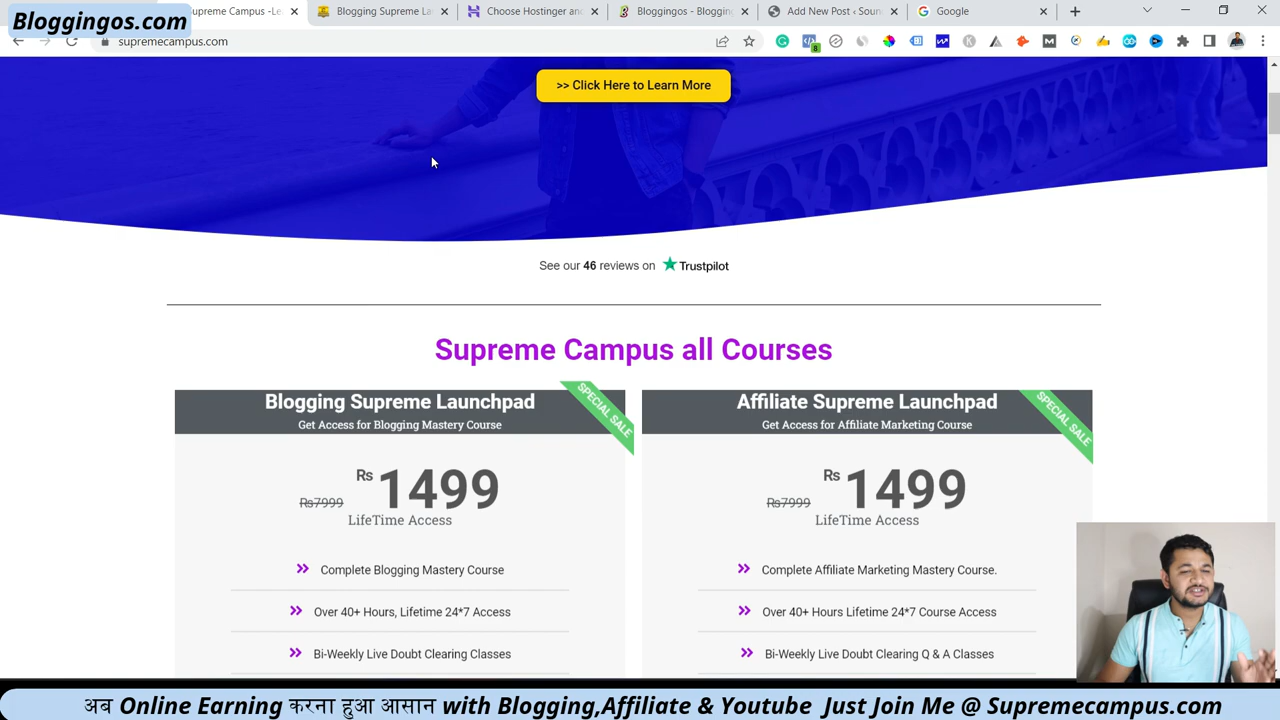 Bloggingos.com
Supreme Campus -Le
Blogging Supreme La
Choose Hostinger an
Bloggingos - Bloggin
Add New Post ‹ Soun
Google
supremecampus.com
8
>> Click Here to Learn More
See our 46 reviews on Trustpilot
Supreme Campus all Courses
Blogging Supreme Launchpad
Get Access for Blogging Mastery Course
SPECIAL SALE
Rs7999 Rs 1499
LifeTime Access
Complete Blogging Mastery Course
Over 40+ Hours, Lifetime 24*7 Access
Bi-Weekly Live Doubt Clearing Classes
Affiliate Supreme Launchpad
Get Access for Affiliate Marketing Course
SPECIAL SALE
Rs7999 Rs 1499
LifeTime Access
Complete Affiliate Marketing Mastery Course.
Over 40+ Hours Lifetime 24*7 Course Access
Bi-Weekly Live Doubt Clearing Q & A Classes
अब Online Earning करना हुआ आसान with Blogging,Affiliate & Youtube Just Join Me @ Supremecampus.com